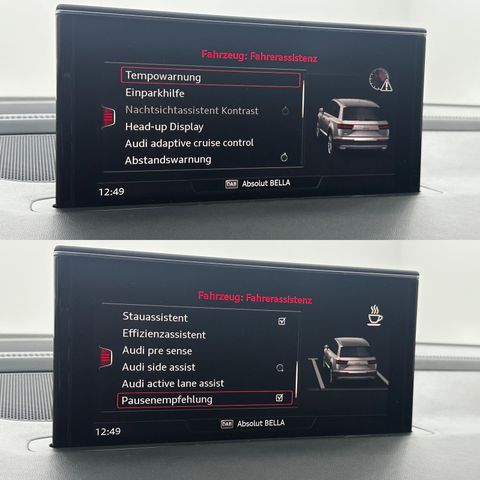 Fahrzeug: Fahrerassistenz
Tempowarnung
Einparkhilfe
Nachtsichtassistent Kontrast
Head-up Display
Audi adaptive cruise control
Abstandswarnung
12:49
DAB Absolut BELLA
Fahrzeug: Fahrerassistenz
Stauassistent
Effizienzassistent
Audi pre sense
Audi side assist
Audi active lane assist
Pausenempfehlung
12:49
DAB Absolut BELLA